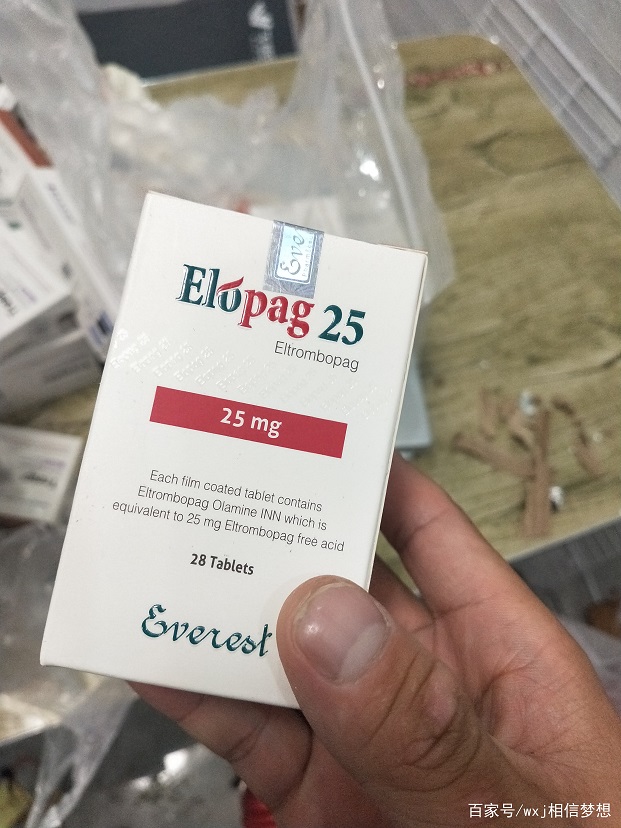 Eve
Elopag 25
Eltrombopag
25 mg
Each film coated tablet contains
Eltrombopag Olamine INN which is
equivalent to 25 mg Eltrombopag free acid
28 Tablets
Everest
百家号/wxj相信梦想